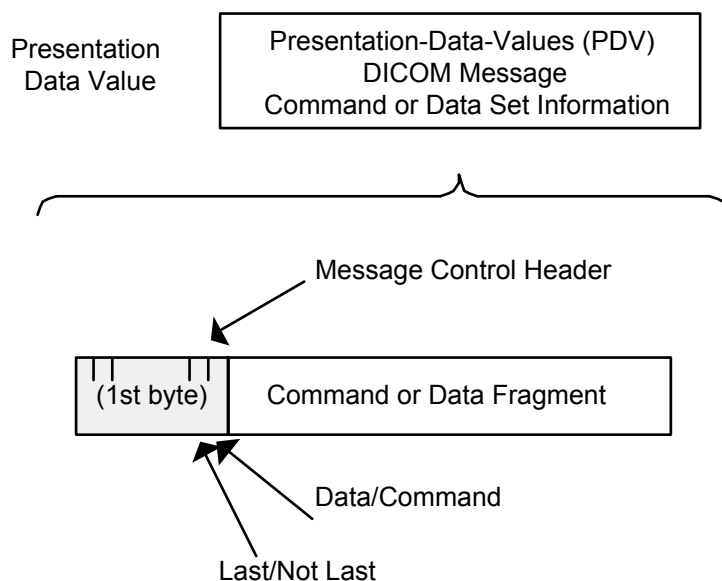 Presentation
Data Value
Presentation-Data-Values (PDV)
DICOM Message
Command or Data Set Information
Message Control Header
(1st byte)
Command or Data Fragment
Data/Command
Last/Not Last